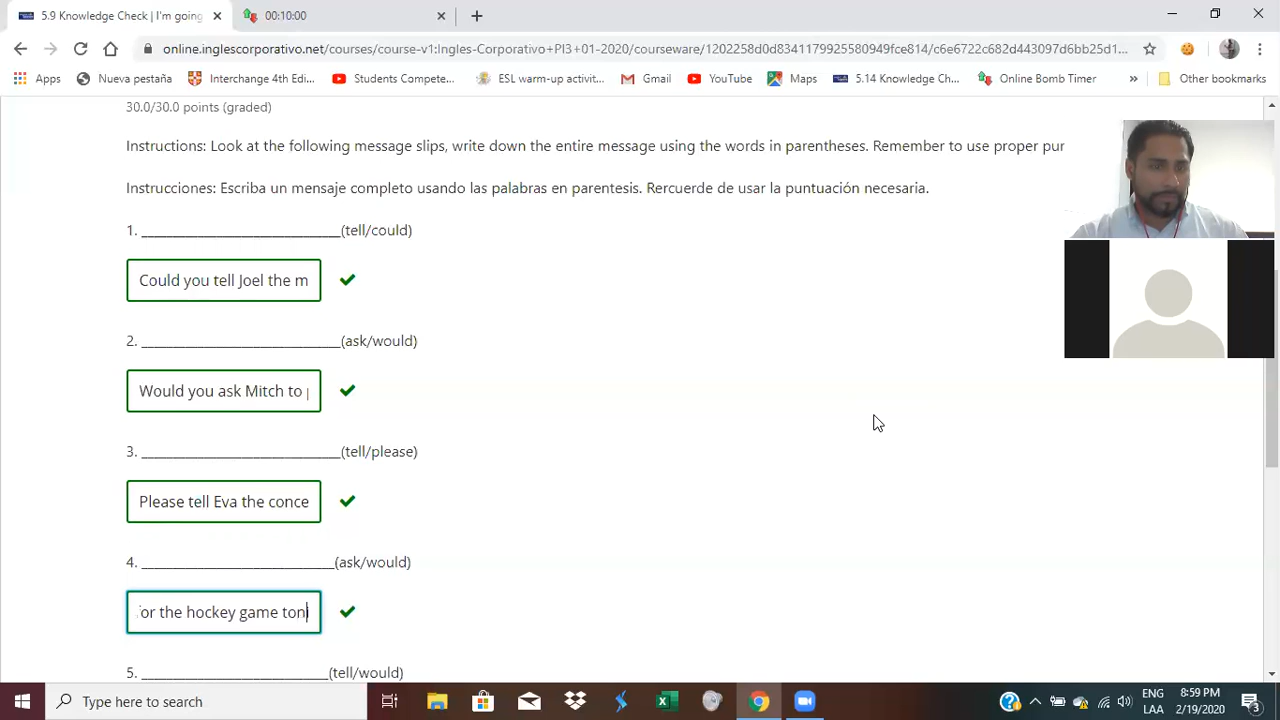 5.9 Knowledge Check | I'm going
00:10:00
online.inglescorporativo.net/courses/course-v1:Ingles-Corporativo+PI3+01-2020/courseware/1202258d0d8341179925580949fce814/c6e6722c682d443097d6bb25d1...
Apps
Nueva pestaña
Interchange 4th Edi...
Students Compete...
ESL warm-up activit...
Gmail
YouTube
Maps
5.14 Knowledge Ch...
Online Bomb Timer
»
Other bookmarks
30.0/30.0 points (graded)
Instructions: Look at the following message slips, write down the entire message using the words in parentheses. Remember to use proper pur
Instrucciones: Escriba un mensaje completo usando las palabras en parentesis. Rercuerde de usar la puntuación necesaria.
1. ________________________(tell/could)
Could you tell Joel the m
2. ________________________(ask/would)
Would you ask Mitch to
3. ________________________(tell/please)
Please tell Eva the conce
4. ________________________(ask/would)
or the hockey game toni
5. ________________________(tell/would)
Type here to search
ENG
LAA
8:59 PM
2/19/2020
3